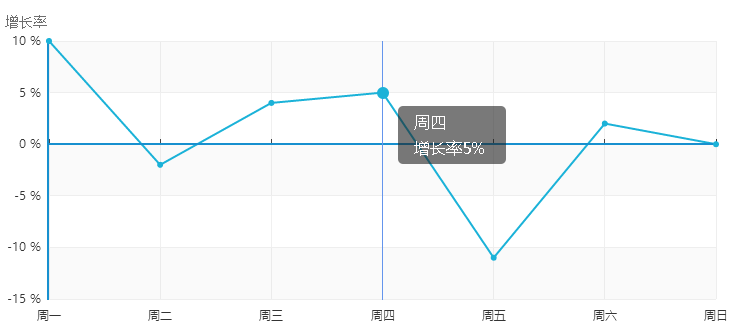 增长率
10 %
5 %
周四
增长率5%
0 %
-5 %
-10 %
-15 %
周一 周二 周三 周四 周五 周六 周日